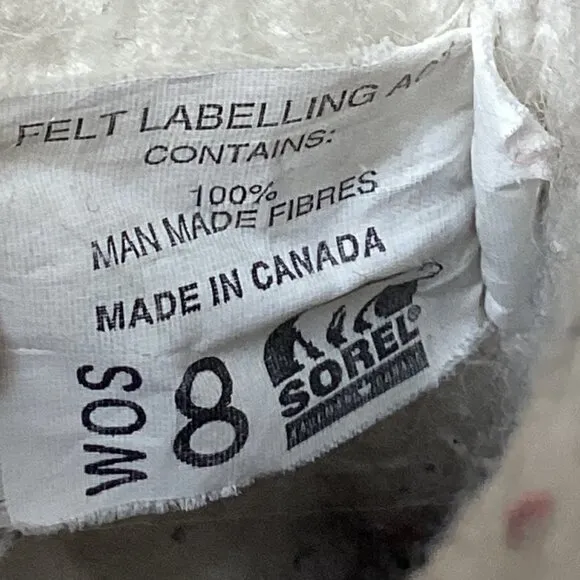 FELT LABELLING
CONTAINS:
100%
MAN MADE FIBRES
MADE IN CANADA
WOS
8
SOREL®